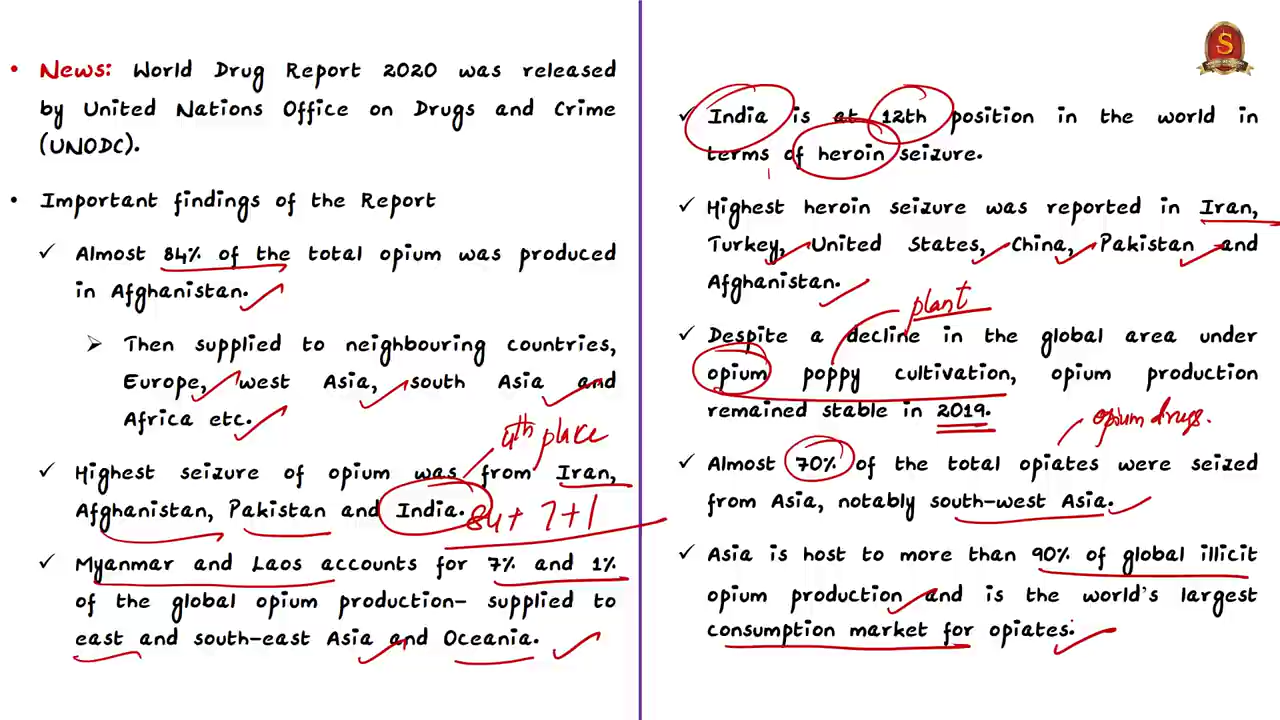 • News: World Drug Report 2020 was released
by United Nations Office on Drugs and Crime
(UNODC).
• Important findings of the Report
✓ Almost 84% of the total opium was produced
in Afghanistan.
➢ Then supplied to neighbouring countries,
Europe, west Asia, south Asia and
Africa etc.
4th place
✓ Highest seizure of opium was from Iran,
Afghanistan, Pakistan and India.
84+ 7+1
✓ Myanmar and Laos accounts for 7% and 1%
of the global opium production- supplied to
east and south-east Asia and Oceania.
S
✓ India is at 12th position in the world in
terms of heroin seizure.
✓ Highest heroin seizure was reported in Iran,
Turkey, United States, China, Pakistan and
Afghanistan.
plant
✓ Despite a decline in the global area under
opium poppy cultivation, opium production
remained stable in 2019.
opium drugs.
✓ Almost 70% of the total opiates were seized
from Asia, notably south-west Asia.
✓ Asia is host to more than 90% of global illicit
opium production and is the world's largest
consumption market for opiates.